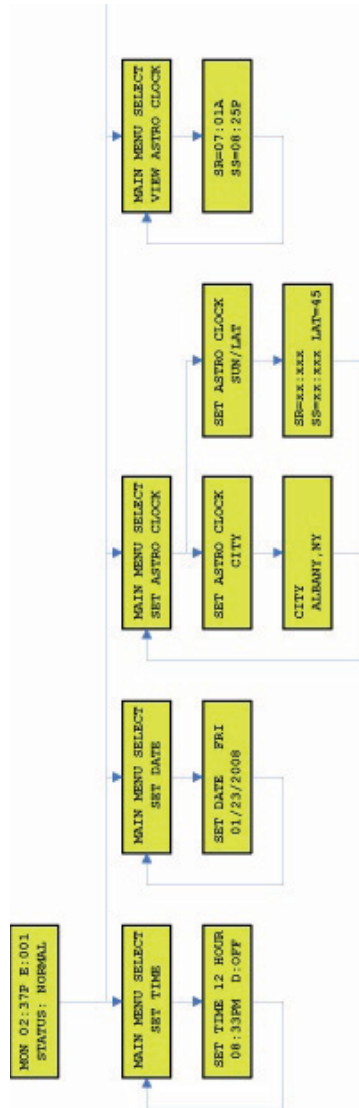 MON 02:37P E:001
STATUS: NORMAL
MAIN MENU SELECT
SET TIME
SET TIME 12 HOUR
08:33PM D:OFF
MAIN MENU SELECT
SET DATE
SET DATE FRI
01/23/2008
MAIN MENU SELECT
SET ASTRO CLOCK
SET ASTRO CLOCK
CITY
CITY
ALBANY,NY
SET ASTRO CLOCK
SUN/LAT
SR=xx:xxx
SS=xx:xxx LAT=45
MAIN MENU SELECT
VIEW ASTRO CLOCK
SR=07:01A
SS=08:25P